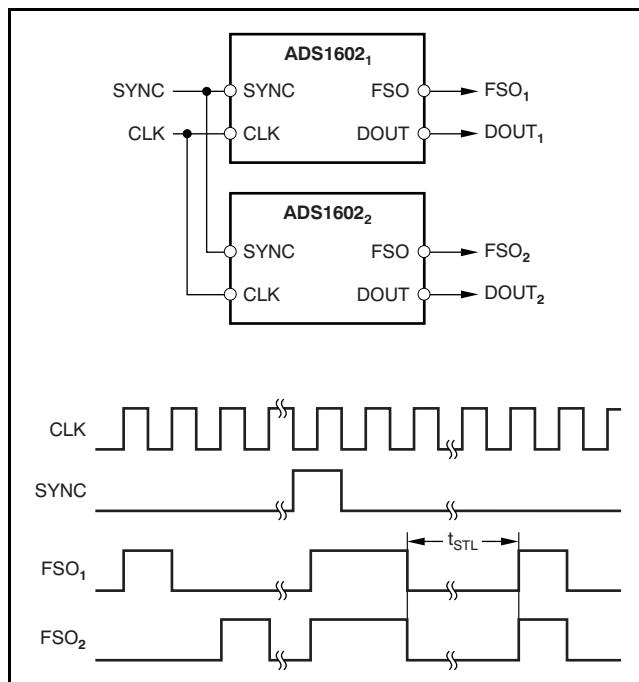 ADS1602₁
SYNC SYNC FSO FSO₁
CLK CLK DOUT DOUT₁
ADS1602₂
SYNC FSO FSO₂
CLK DOUT DOUT₂
CLK
SYNC
t_STL
FSO₁
FSO₂